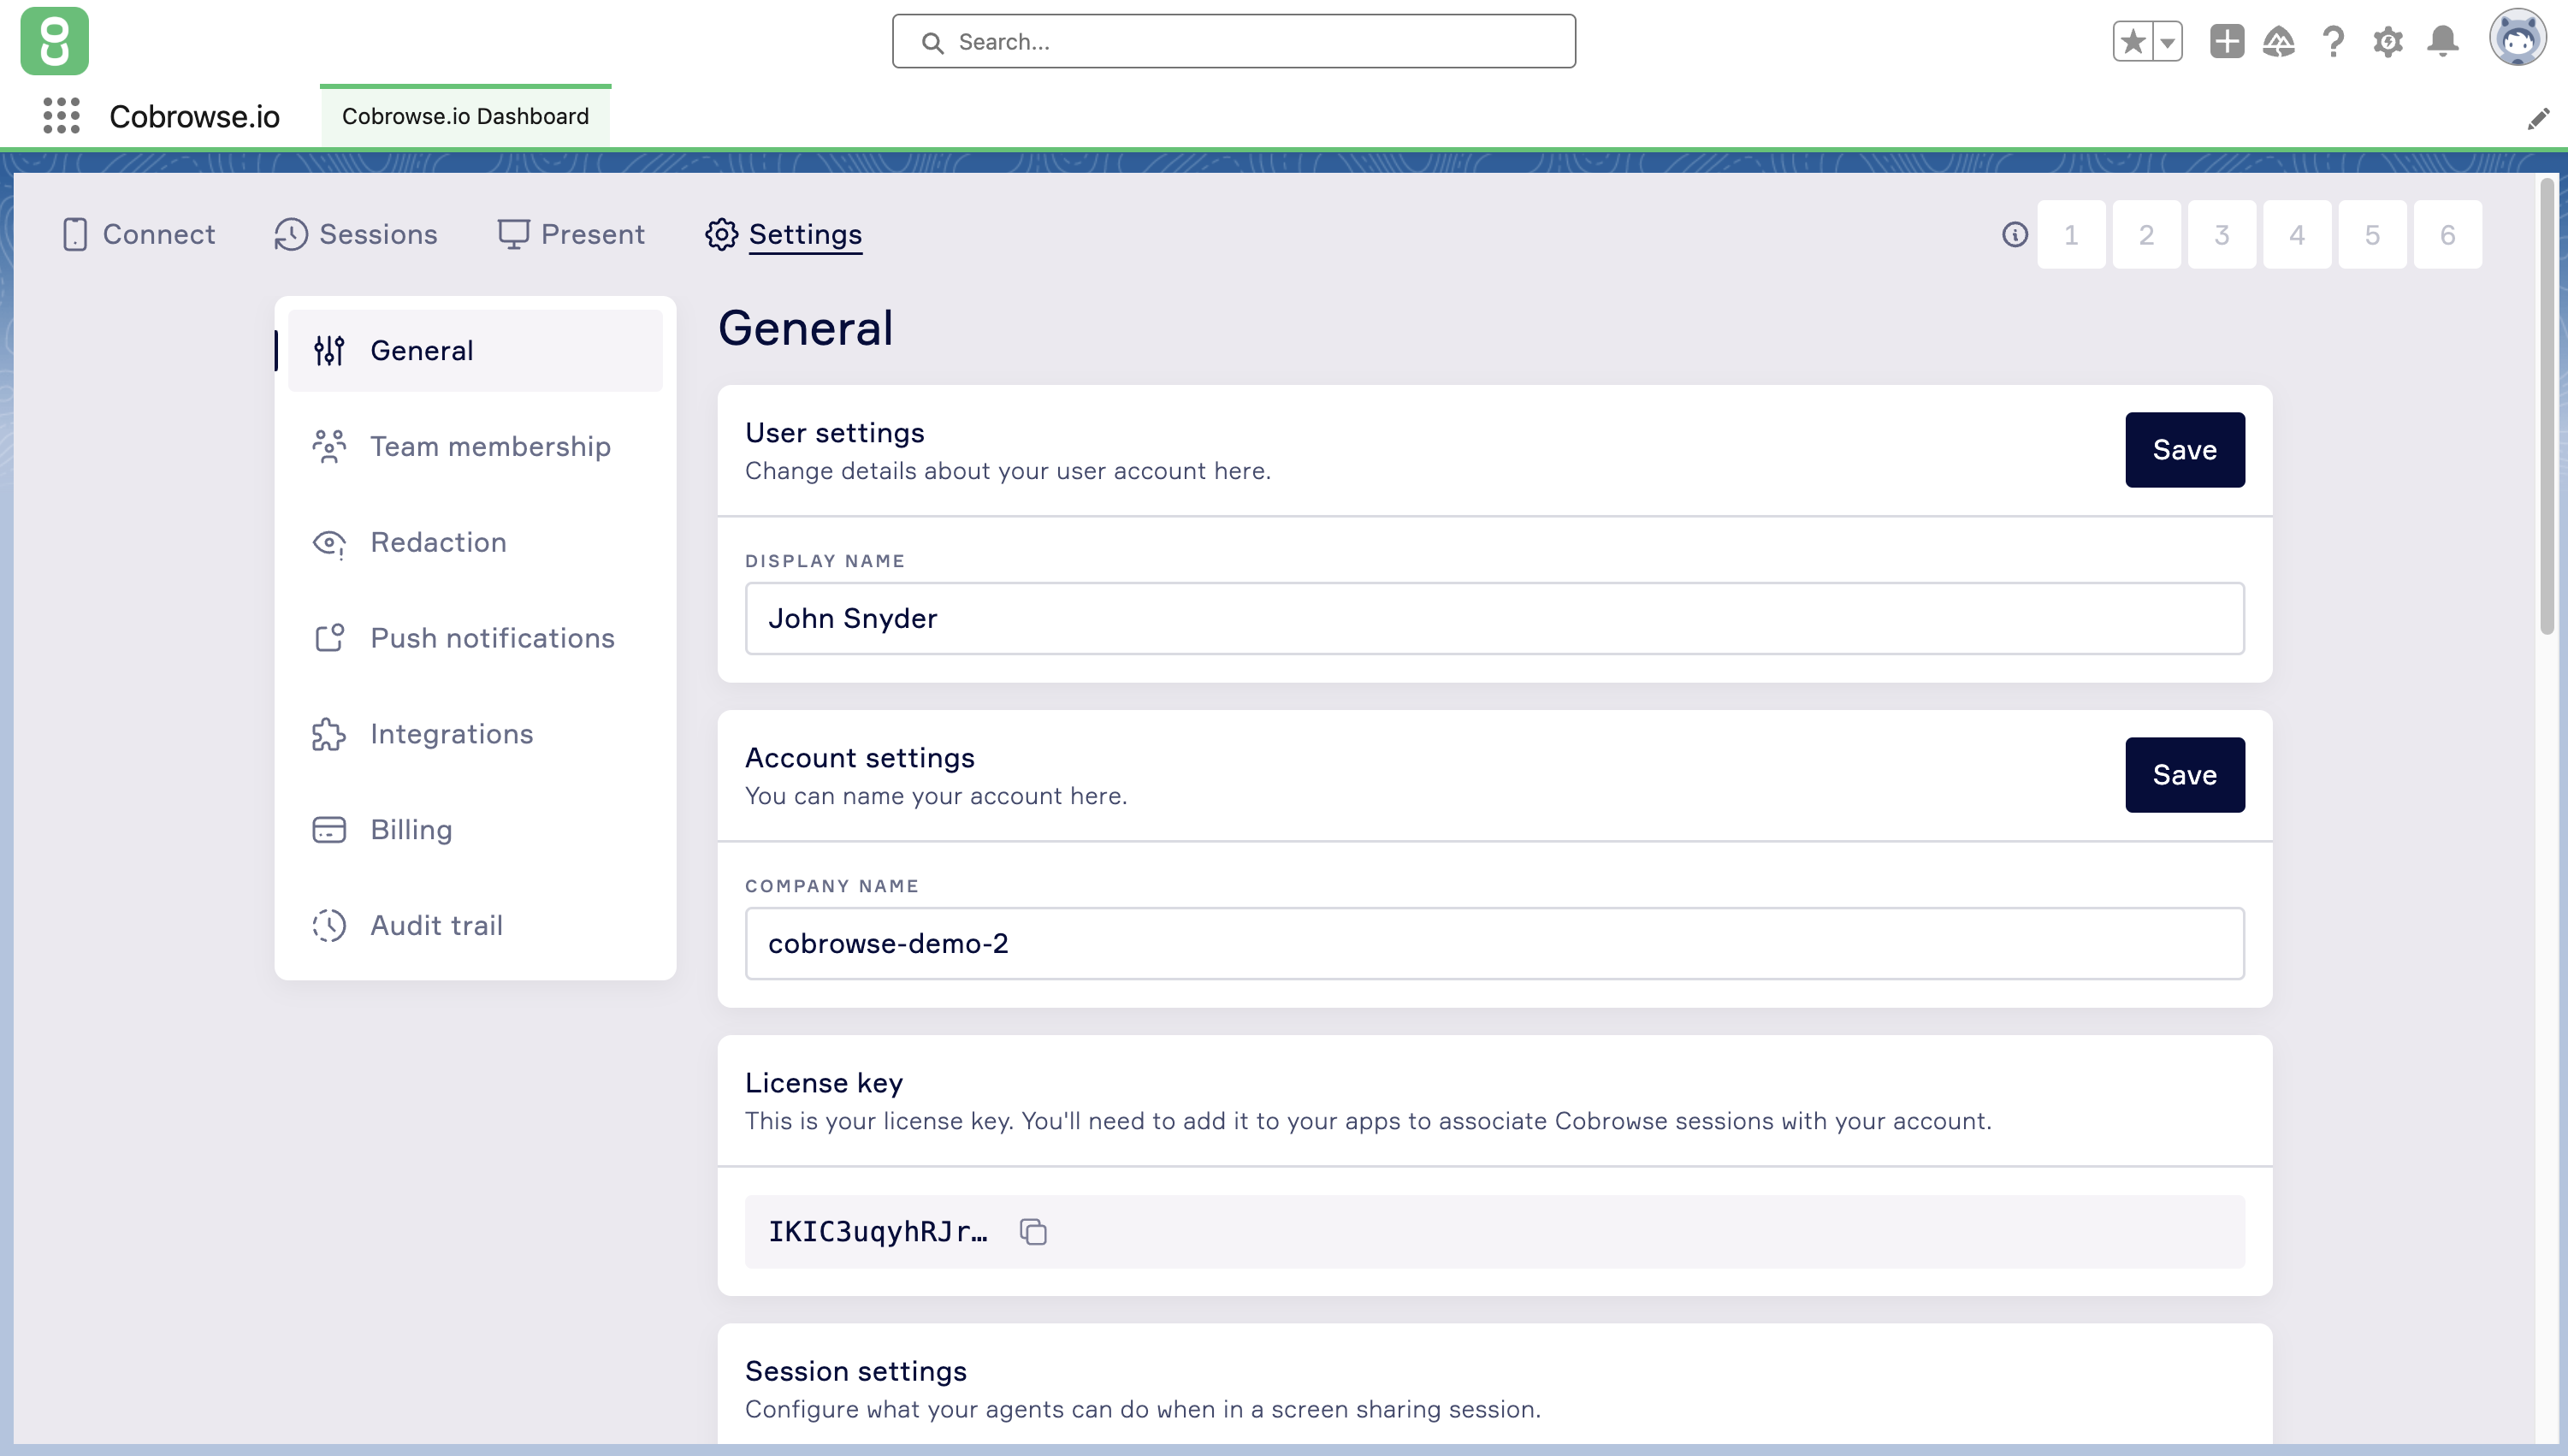 Search...
Cobrowse.io
Cobrowse.io Dashboard
Connect
Sessions
Present
Settings
1
2
3
4
5
6
General
Team membership
Redaction
Push notifications
Integrations
Billing
Audit trail
General
User settings
Change details about your user account here.
Save
DISPLAY NAME
John Snyder
Account settings
You can name your account here.
Save
COMPANY NAME
cobrowse-demo-2
License key
This is your license key. You'll need to add it to your apps to associate Cobrowse sessions with your account.
IKIC3uqyhRJr…
Session settings
Configure what your agents can do when in a screen sharing session.